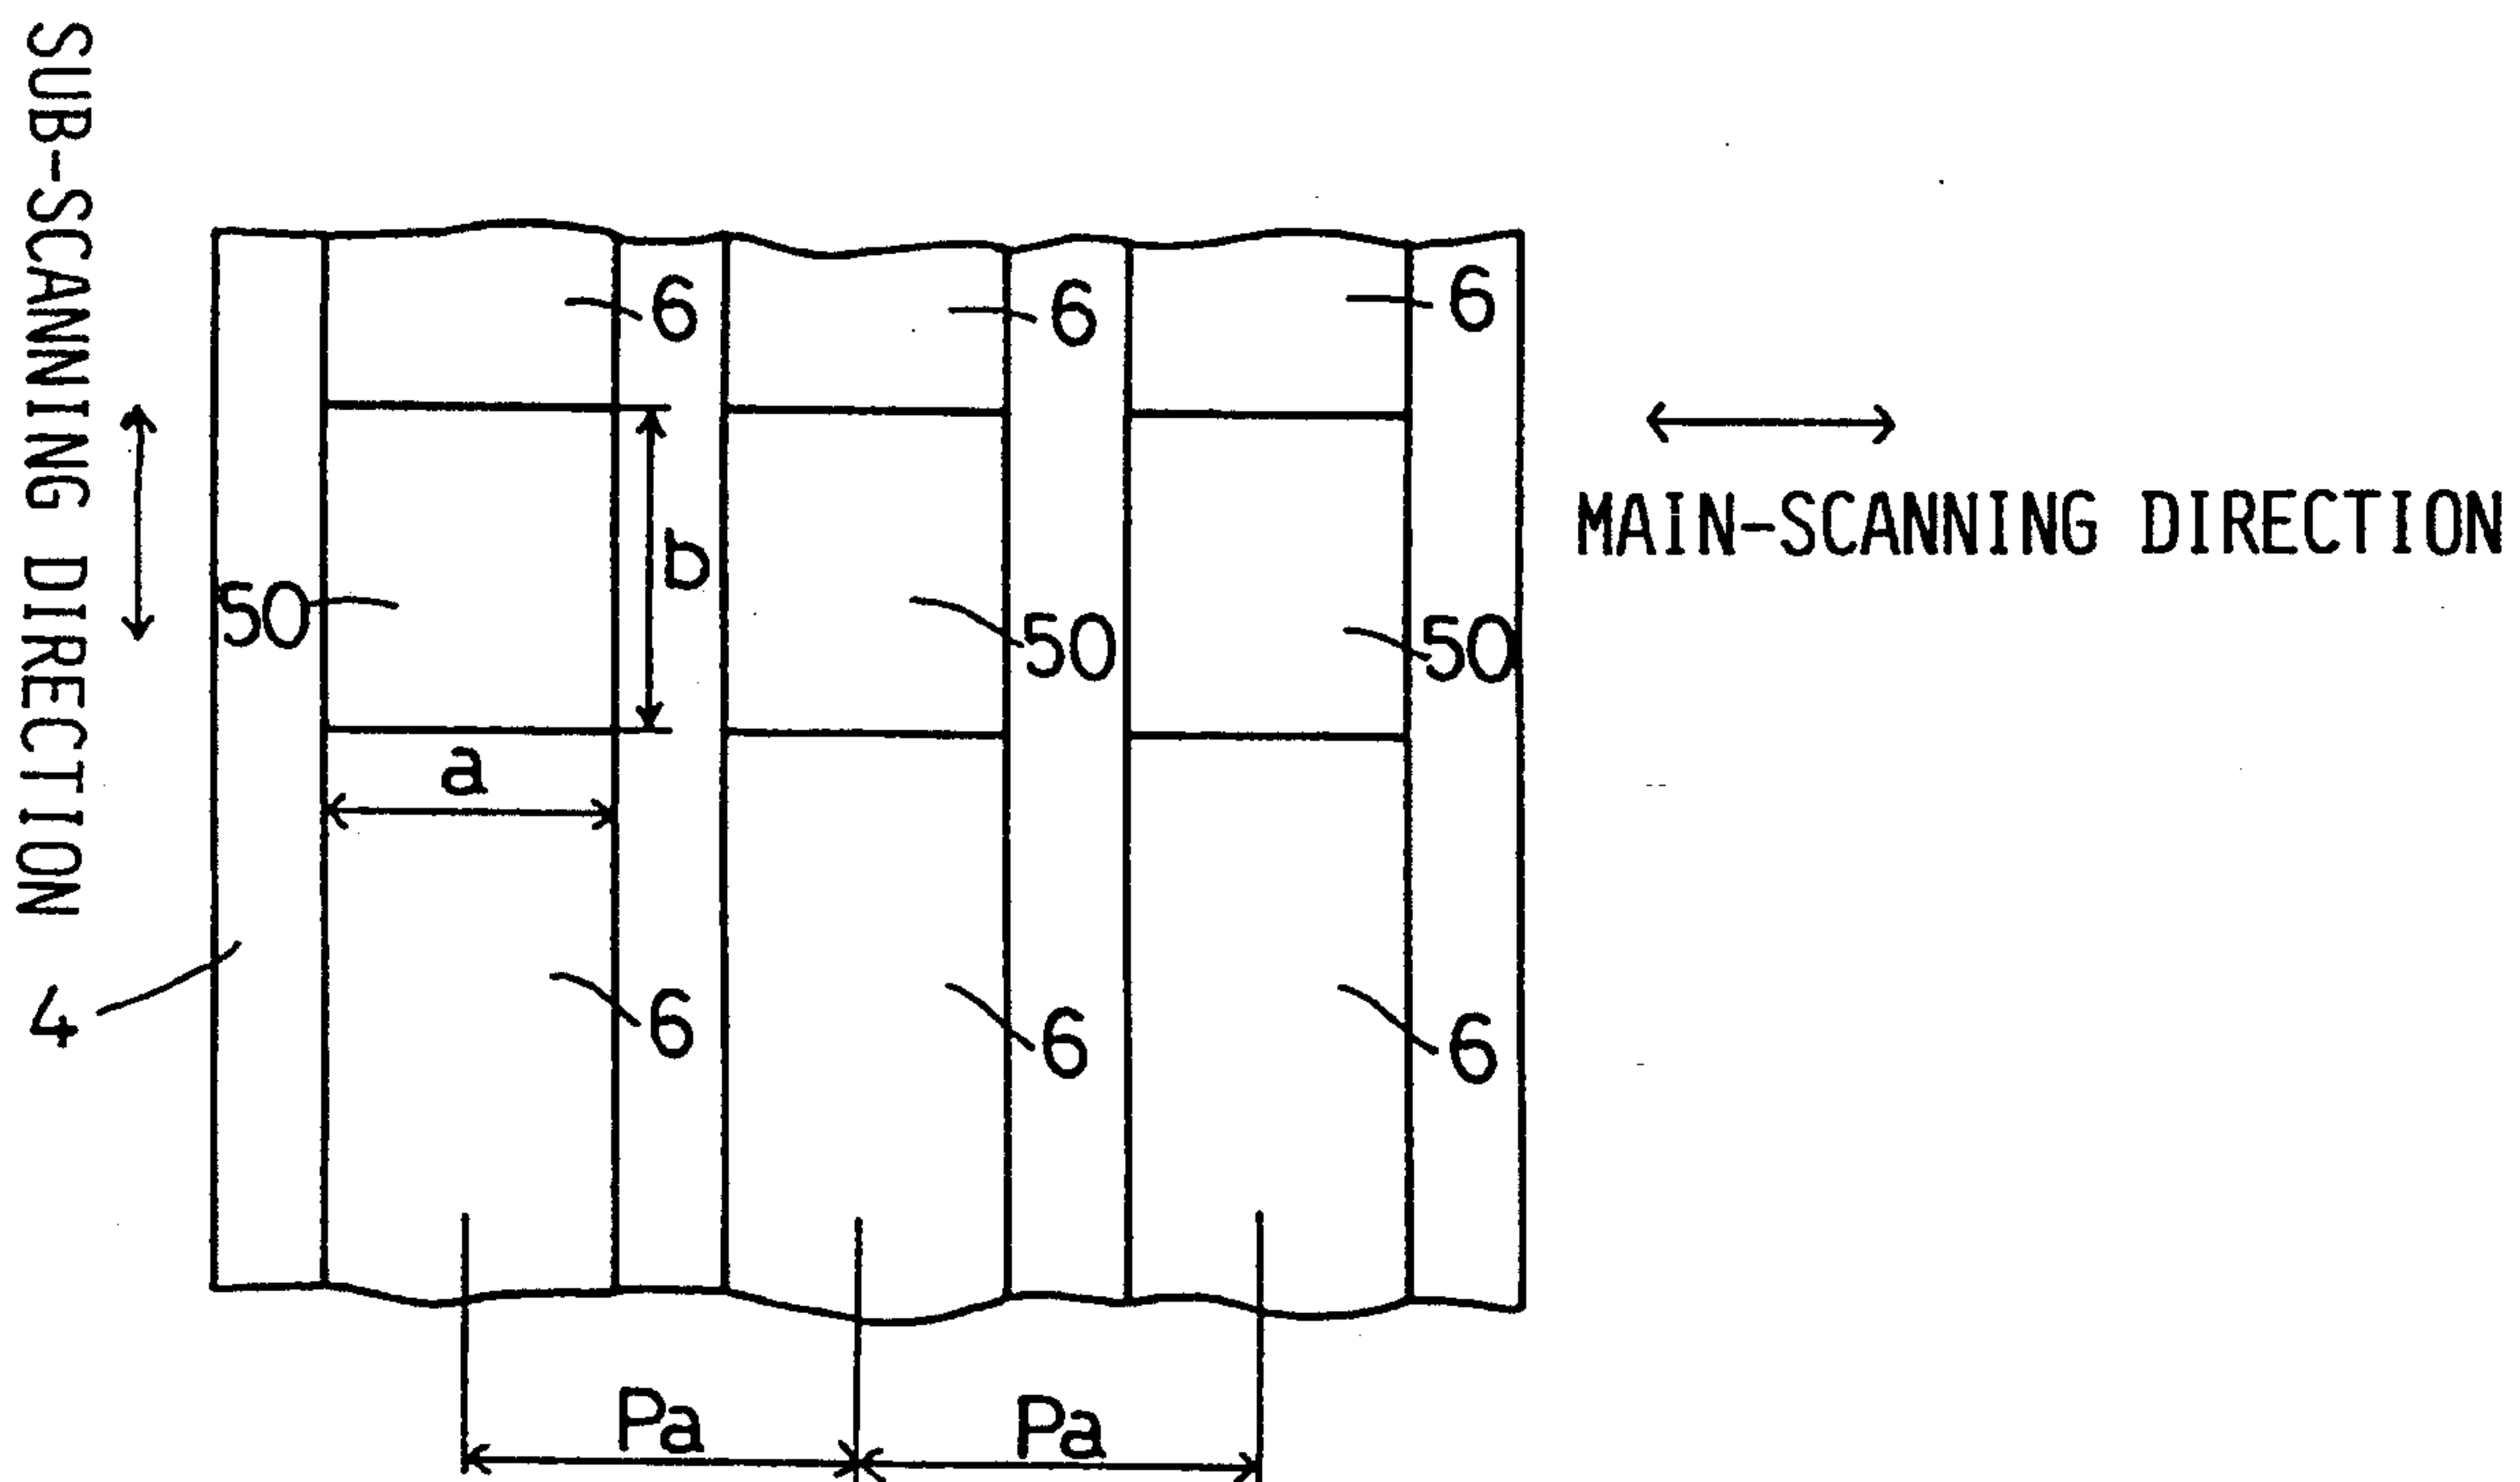 SUB-SCANNING DIRECTION
6 6 6
MAIN-SCANNING DIRECTION
b
50 50 50
a
4
6 6 6
Pa Pa